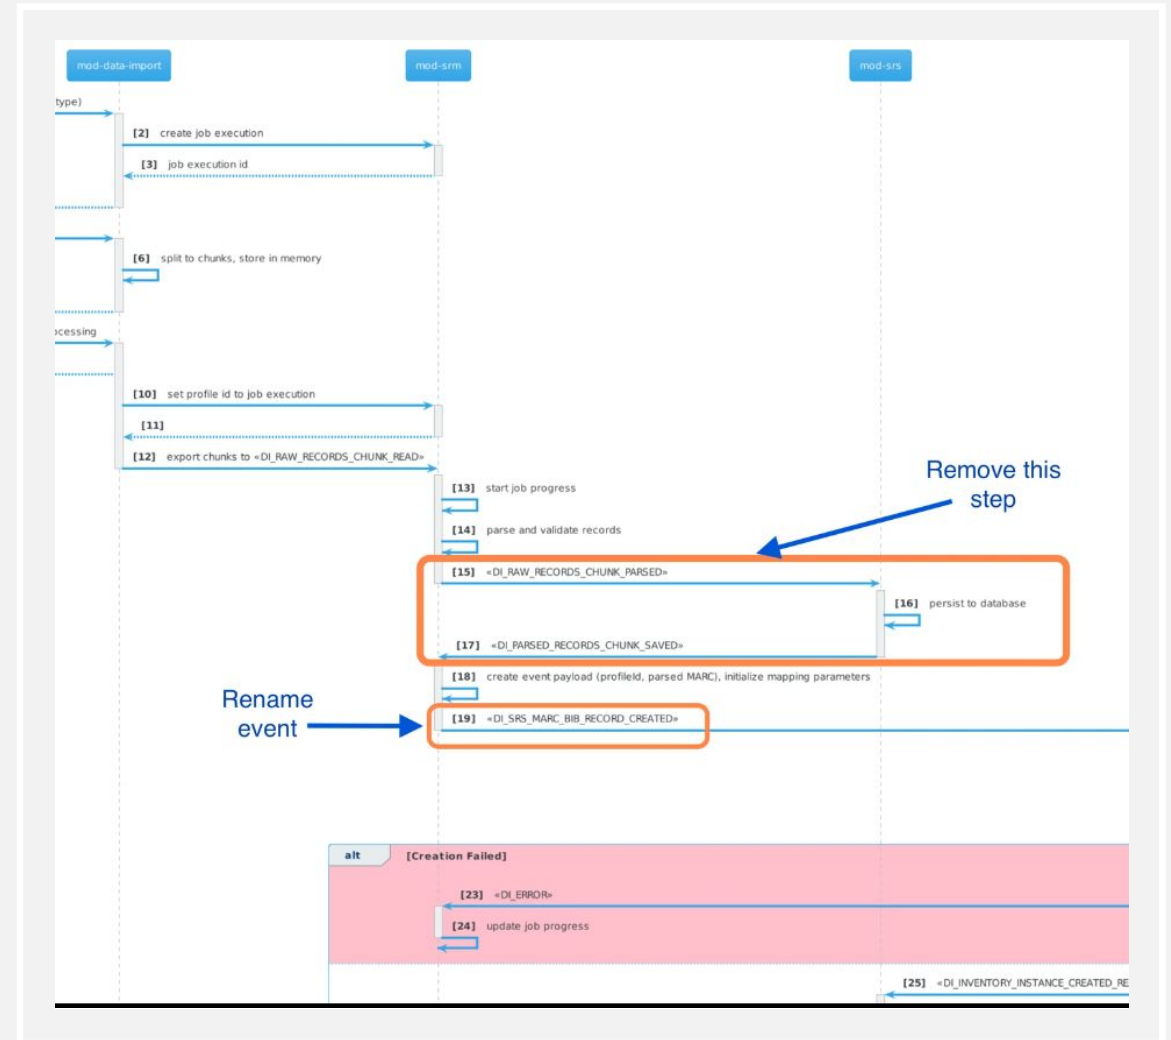 mod-data-import mod-srm mod-srs
type)
[2] create job execution
[3] job execution id
[6] split to chunks, store in memory
ocessing
[10] set profile id to job execution
[11]
[12] export chunks to «DI_RAW_RECORDS_CHUNK_READ»
[13] start job progress
Remove this
step
[14] parse and validate records
[15] «DI_RAW_RECORDS_CHUNK_PARSED»
[16] persist to database
[17] «DI_PARSED_RECORDS_CHUNK_SAVED»
[18] create event payload (profileId, parsed MARC), initialize mapping parameters
Rename
event
[19] «DI_SRS_MARC_BIB_RECORD_CREATED»
alt [Creation Failed]
[23] «DI_ERROR»
[24] update job progress
[25] «DI_INVENTORY_INSTANCE_CREATED_RE